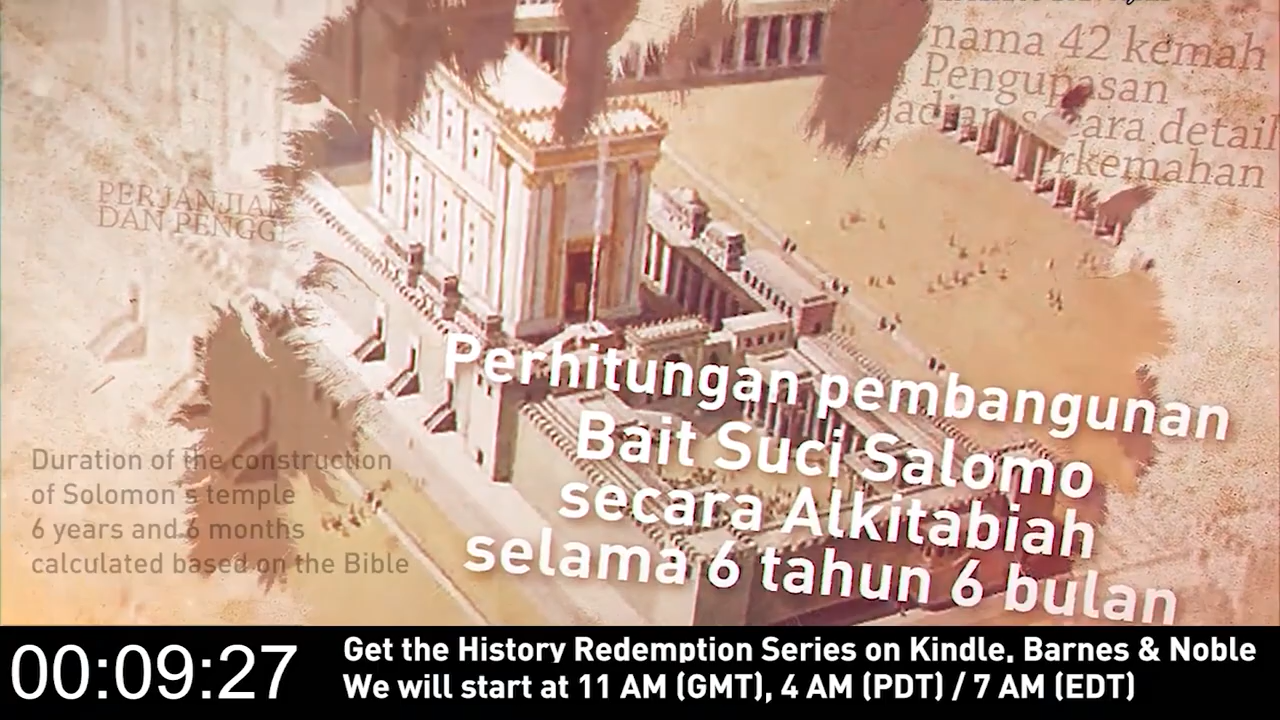 nama 42 kemah
Pengupasan
secara detail
rkemahan
PERJANJIAN
DAN PENGG
Perhitungan pembangunan
Bait Suci Salomo
secara Alkitabiah
selama 6 tahun 6 bulan
Duration of the construction
of Solomon's temple
6 years and 6 months
calculated based on the Bible
00:09:27
Get the History Redemption Series on Kindle, Barnes & Noble
We will start at 11 AM (GMT), 4 AM (PDT) / 7 AM (EDT)